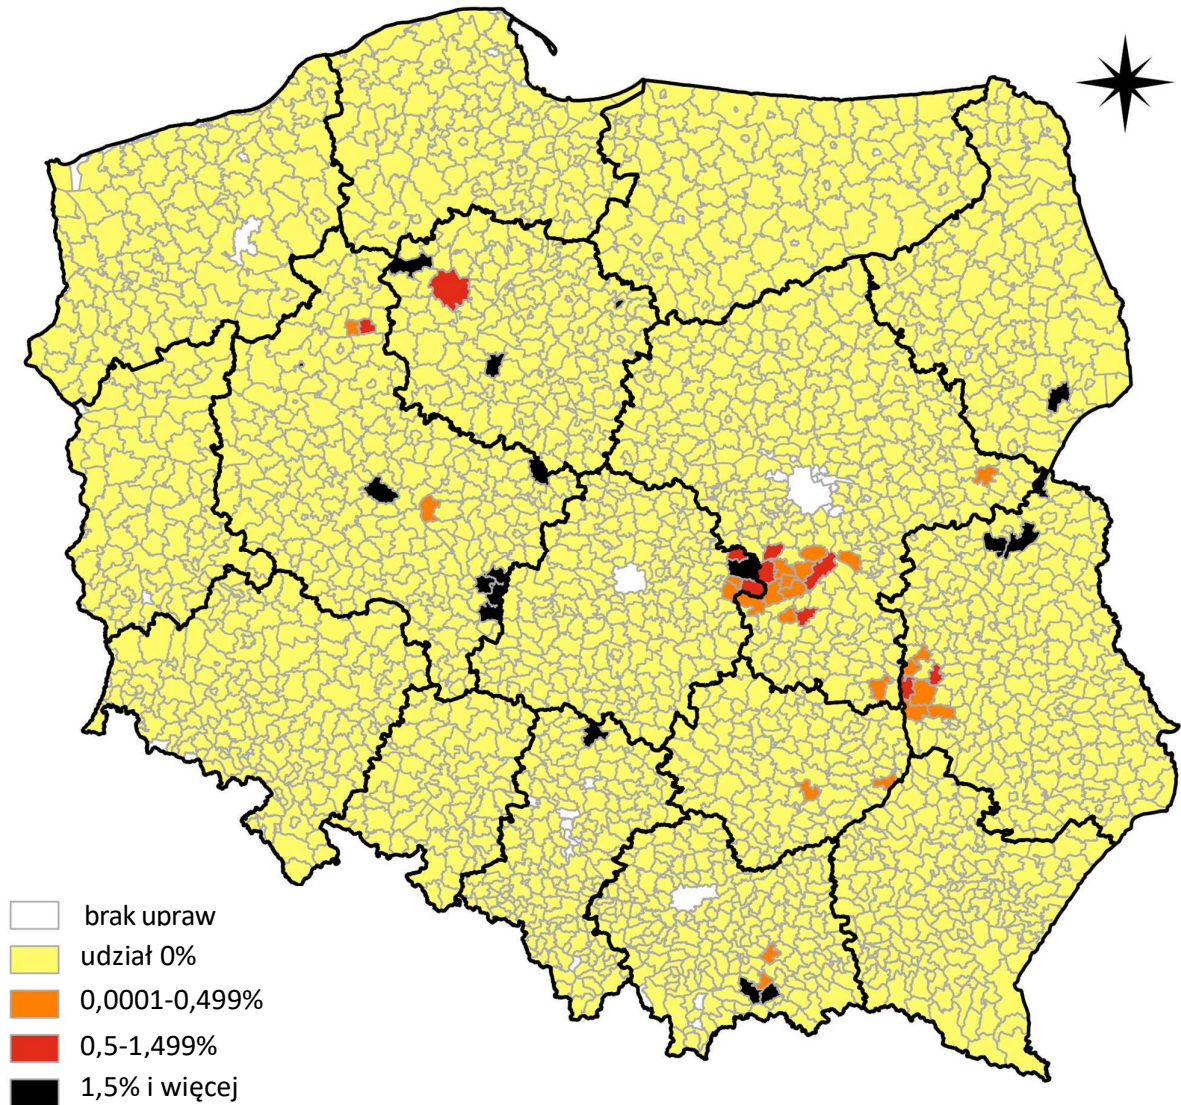 brak upraw
udział 0%
0,0001-0,499%
0,5-1,499%
1,5% i więcej